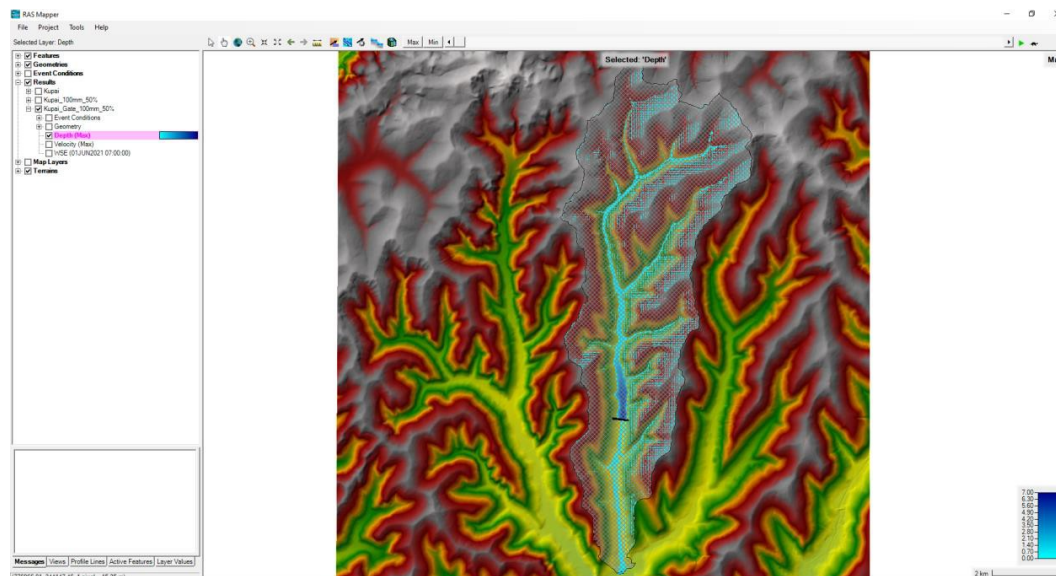 RAS Mapper
File Project Tools Help
Selected Layer: Depth
Max Min
Features
Geometries
Event Conditions
Results
Kupai
Kupai_100mm_50%
Kupai_Gate_100mm_50%
Event Conditions
Geometry
Depth (Max)
Velocity (Max)
WSE (01JUN2021 07:00:00)
Map Layers
Terrains
Selected: 'Depth'
7.00
5.60
4.90
4.20
2.10
1.40
0.70
0.00
2 km
Messages Views Profile Lines Active Features Layer Values